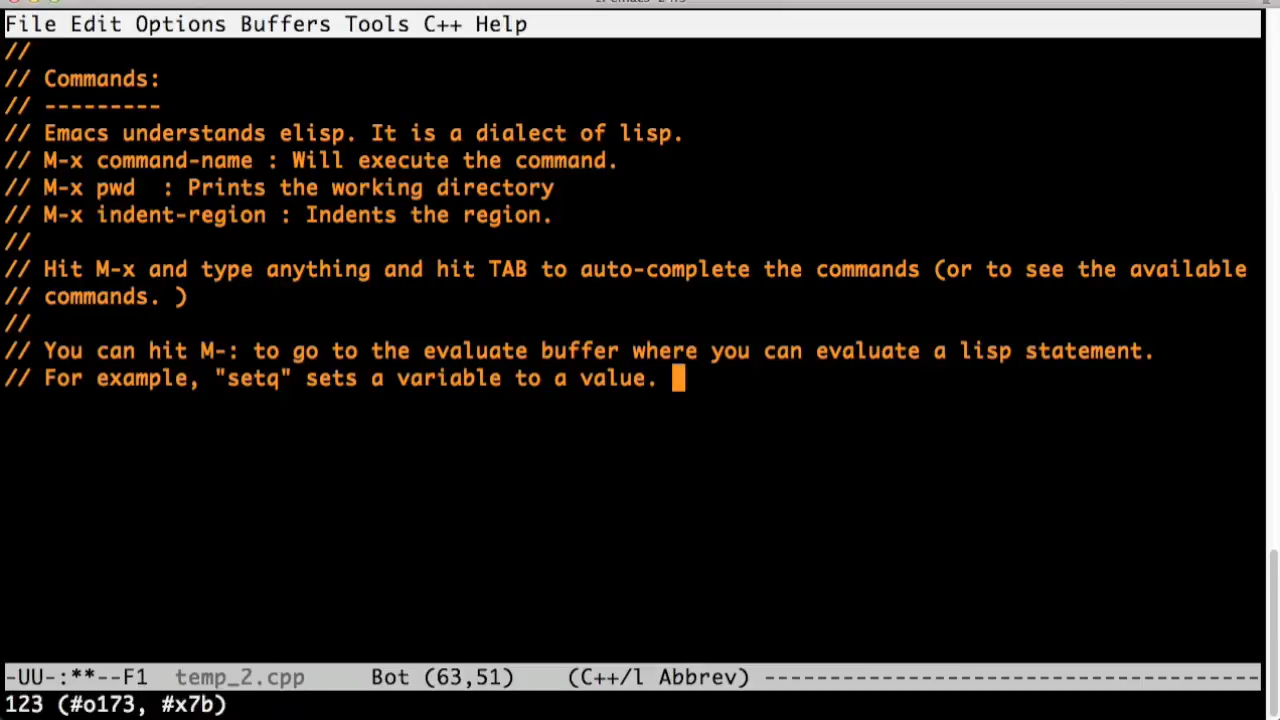 File Edit Options Buffers Tools C++ Help
//
// Commands:
// ---------
// Emacs understands elisp. It is a dialect of lisp.
// M-x command-name : Will execute the command.
// M-x pwd  : Prints the working directory
// M-x indent-region : Indents the region.
//
// Hit M-x and type anything and hit TAB to auto-complete the commands (or to see the available
// commands. )
//
// You can hit M-: to go to the evaluate buffer where you can evaluate a lisp statement.
// For example, "setq" sets a variable to a value.
-UU-:**--F1  temp_2.cpp     Bot (63,51)    (C++/l Abbrev) --------------------------------------
123 (#o173, #x7b)